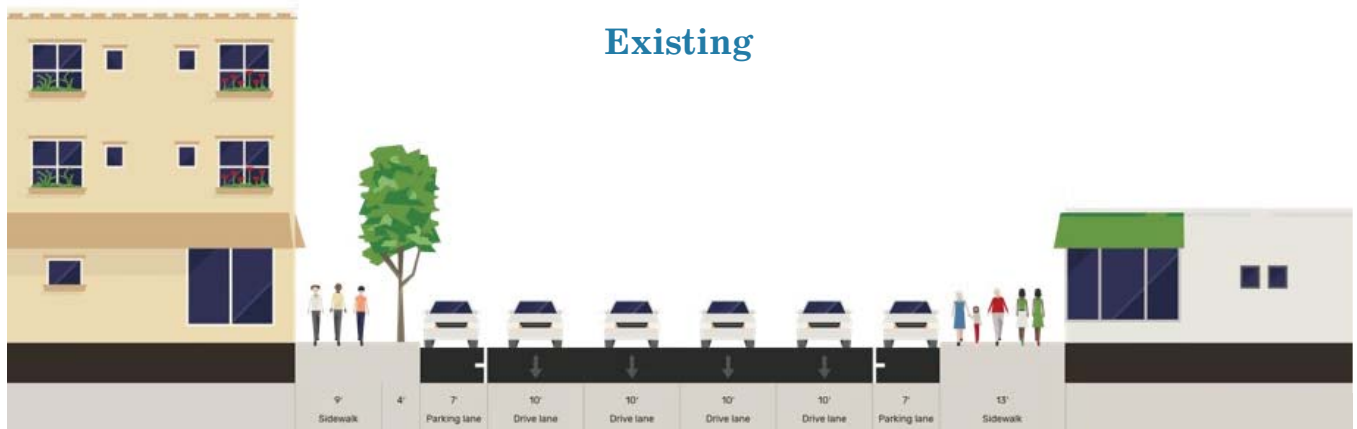 Existing
9' 4' 7' 10' 10' 10' 10' 7' 13'
Sidewalk Parking lane Drive lane Drive lane Drive lane Drive lane Parking lane Sidewalk